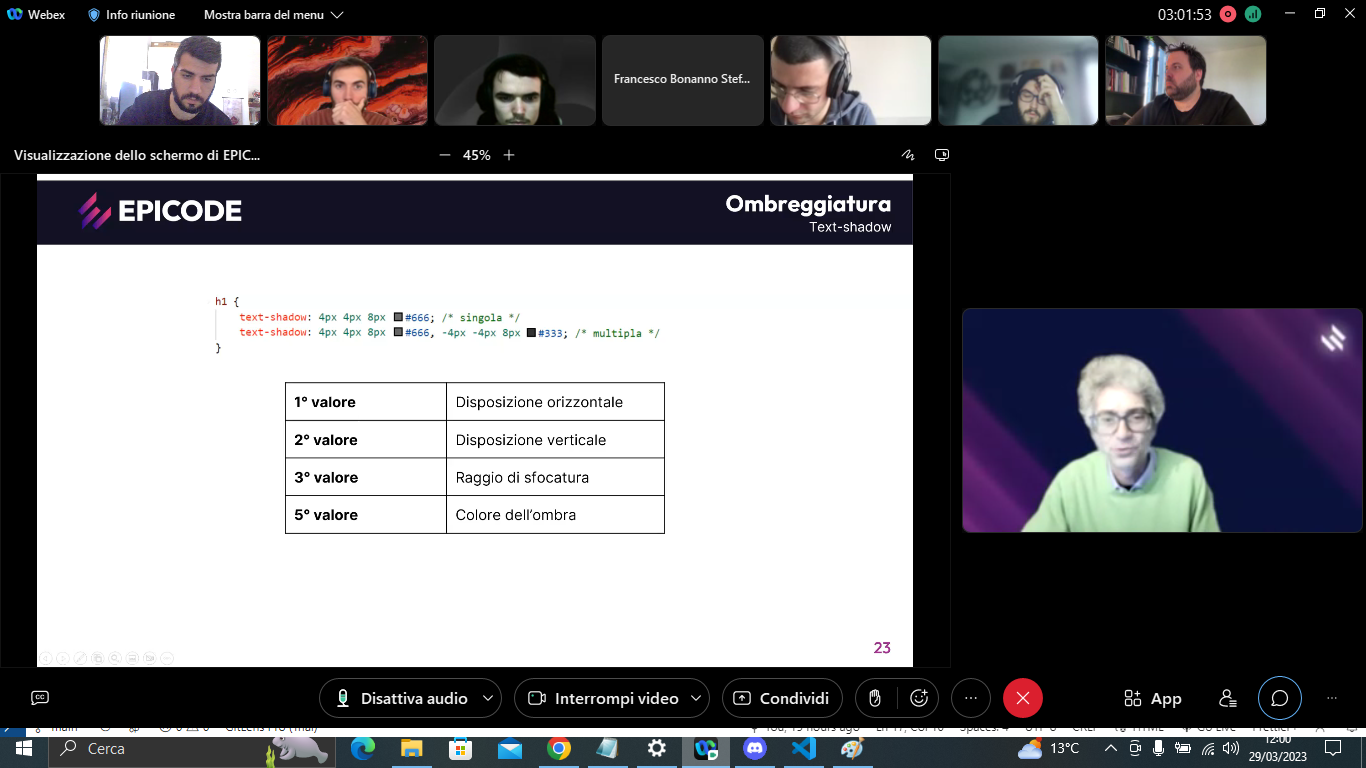 Webex
Info riunione
Mostra barra del menu
03:01:53
Francesco Bonanno Stef...
Visualizzazione dello schermo di EPIC...
45%
EPICODE
Ombreggiatura
Text-shadow
h1 {
text-shadow: 4px 4px 8px #666; /* singola */
text-shadow: 4px 4px 8px #666, -4px -4px 8px #333; /* multipla */
}
1° valore Disposizione orizzontale
2° valore Disposizione verticale
3° valore Raggio di sfocatura
5° valore Colore dell'ombra
23
CC
Disattiva audio
Interrompi video
Condividi
App
Cerca
13°C
12:00
29/03/2023